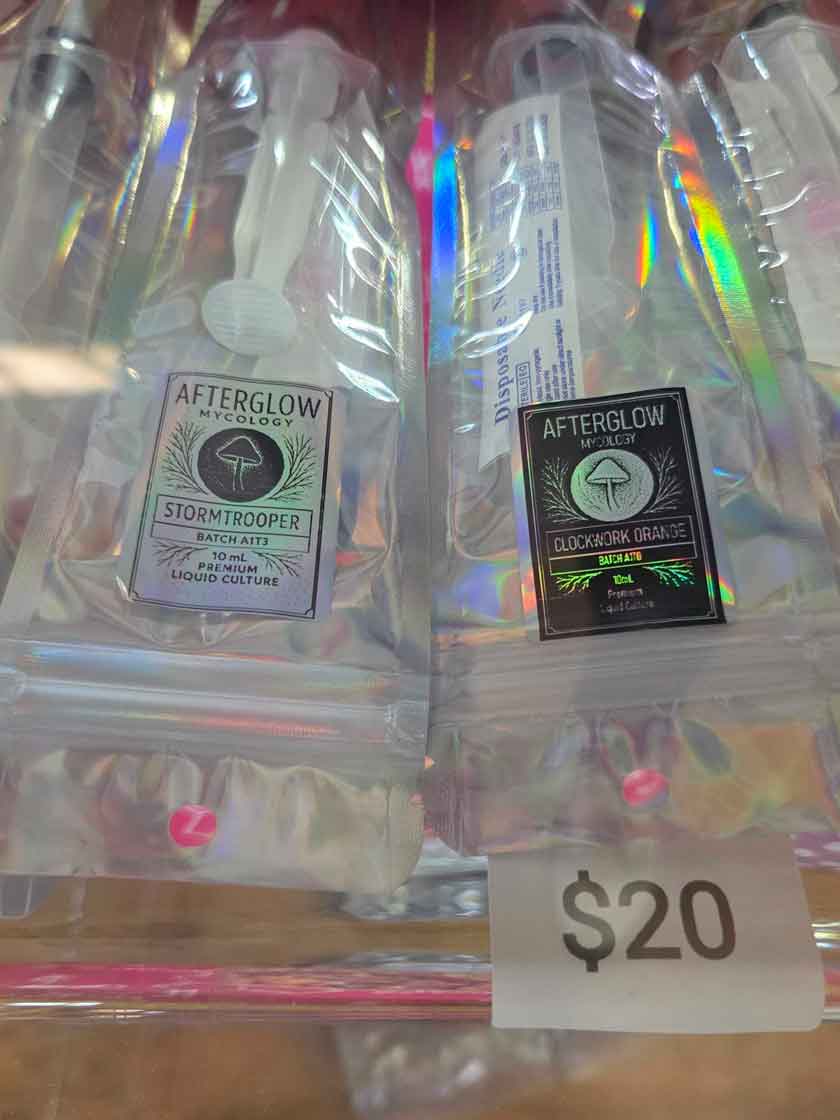 AFTERGLOW
MYCOLOGY
STORMTROOPER
BATCH A1T3
10 mL
PREMIUM
LIQUID CULTURE
Disposable Needle
STERILE EO
AFTERGLOW
MYCOLOGY
CLOCKWORK ORANGE
BATCH A1T0
10mL
Premium
Liquid Culture
Z
$20